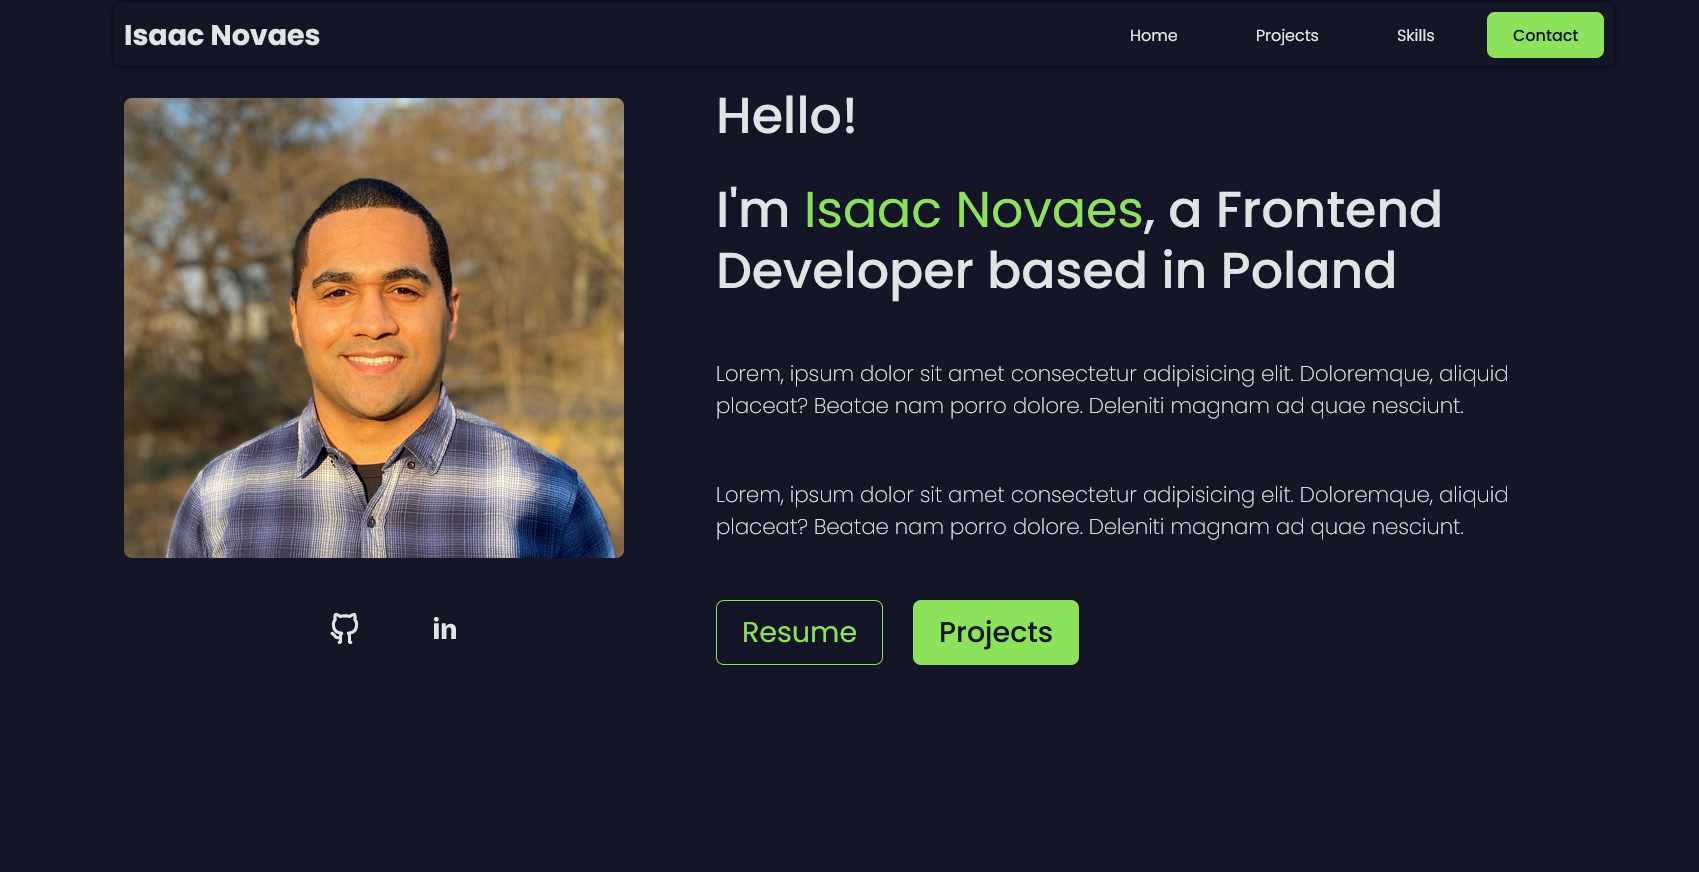 Isaac Novaes
Home Projects Skills Contact
Hello!
I'm Isaac Novaes, a Frontend
Developer based in Poland
Lorem, ipsum dolor sit amet consectetur adipisicing elit. Doloremque, aliquid
placeat? Beatae nam porro dolore. Deleniti magnam ad quae nesciunt.
Lorem, ipsum dolor sit amet consectetur adipisicing elit. Doloremque, aliquid
placeat? Beatae nam porro dolore. Deleniti magnam ad quae nesciunt.
in
Resume Projects